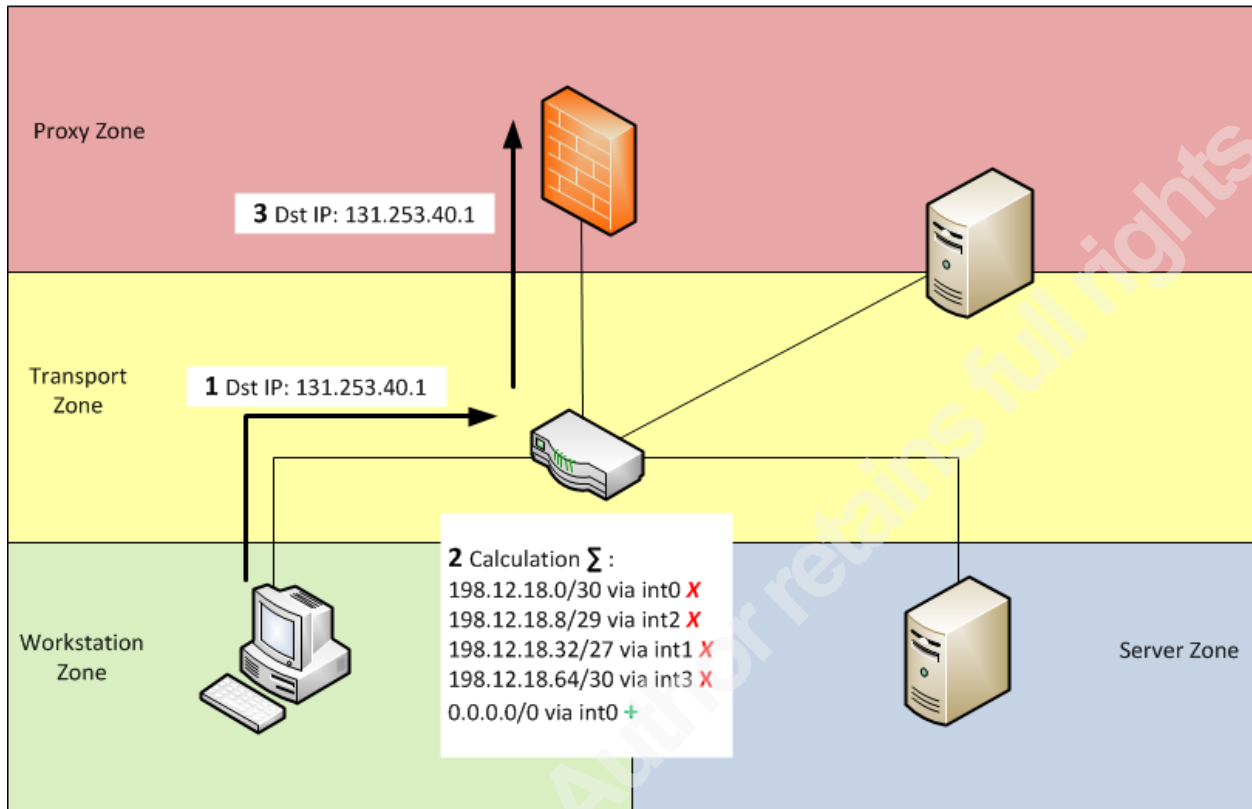 Proxy Zone
3 Dst IP: 131.253.40.1
Transport
Zone
1 Dst IP: 131.253.40.1
2 Calculation ∑ :
198.12.18.0/30 via int0 X
198.12.18.8/29 via int2 X
198.12.18.32/27 via int1 X
198.12.18.64/30 via int3 X
0.0.0.0/0 via int0 +
Workstation
Zone
Server Zone
Author retains full rights